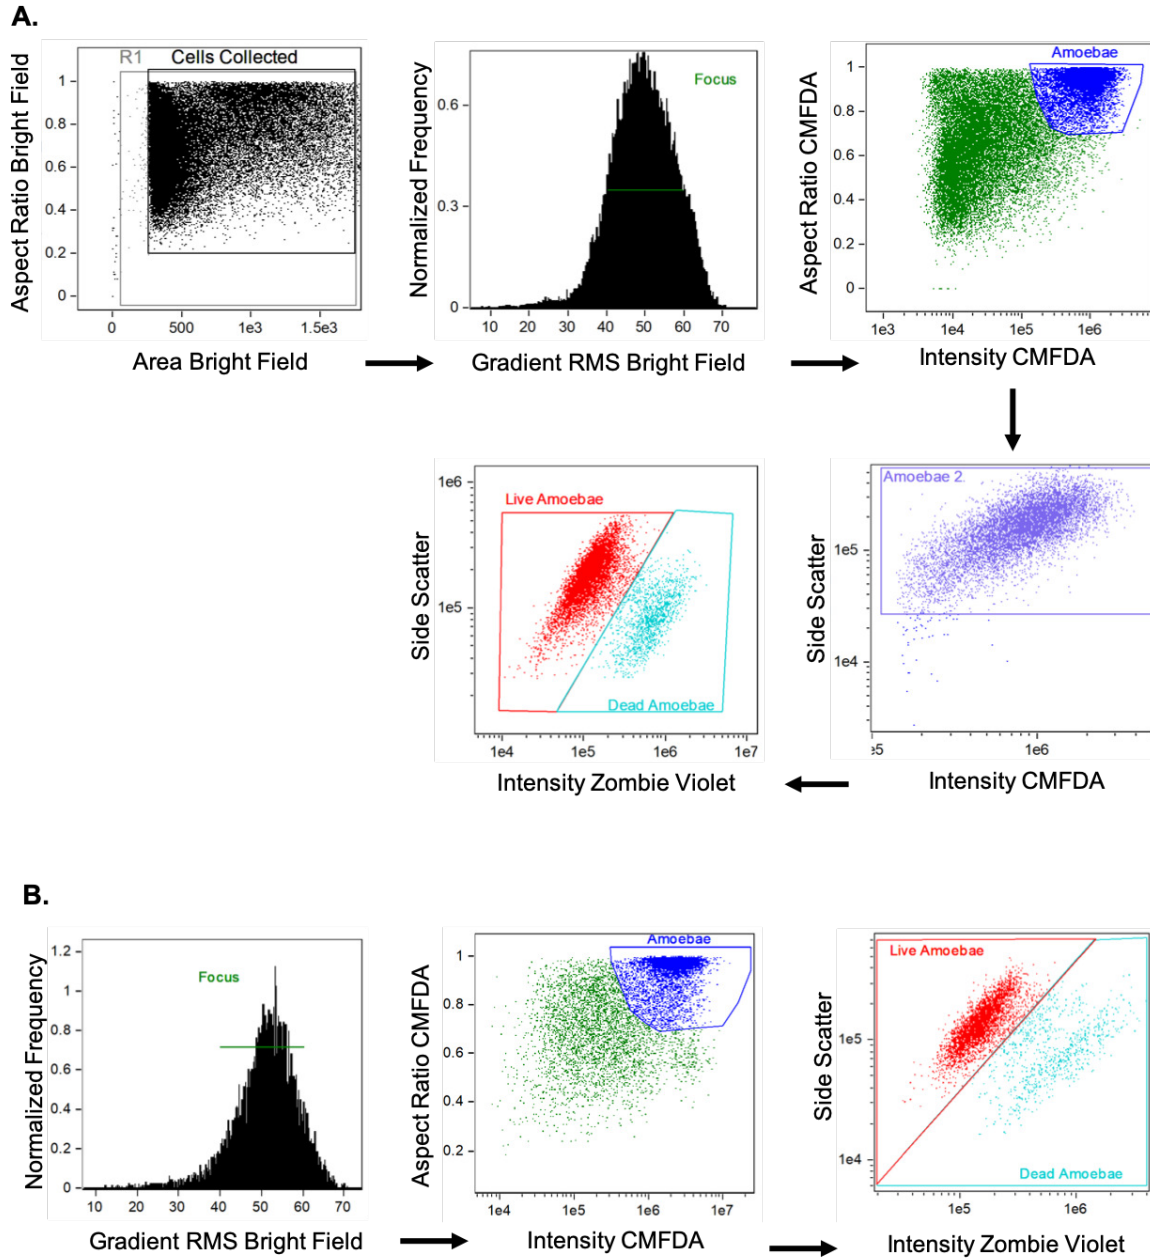 A.
R1 Cells Collected
Aspect Ratio Bright Field
1
0.8
0.6
0.4
0.2
0
0 500 1e3 1.5e3
Area Bright Field
Focus
Normalized Frequency
0.6
0.3
0
10 20 30 40 50 60 70
Gradient RMS Bright Field
Amoebae
Aspect Ratio CMFDA
1
0.8
0.6
0.4
0.2
0
1e3 1e4 1e5 1e6
Intensity CMFDA
Live Amoebae
Side Scatter
1e6
1e5
Dead Amoebae
1e4 1e5 1e6 1e7
Intensity Zombie Violet
Amoebae 2
Side Scatter
1e5
1e4
e5 1e6
Intensity CMFDA
B.
Focus
Normalized Frequency
1.2
1
0.8
0.6
0.4
0.2
0
10 20 30 40 50 60 70
Gradient RMS Bright Field
Amoebae
Aspect Ratio CMFDA
1
0.8
0.6
0.4
0.2
1e4 1e5 1e6 1e7
Intensity CMFDA
Live Amoebae
Side Scatter
1e5
1e4
Dead Amoebae
1e5 1e6
Intensity Zombie Violet